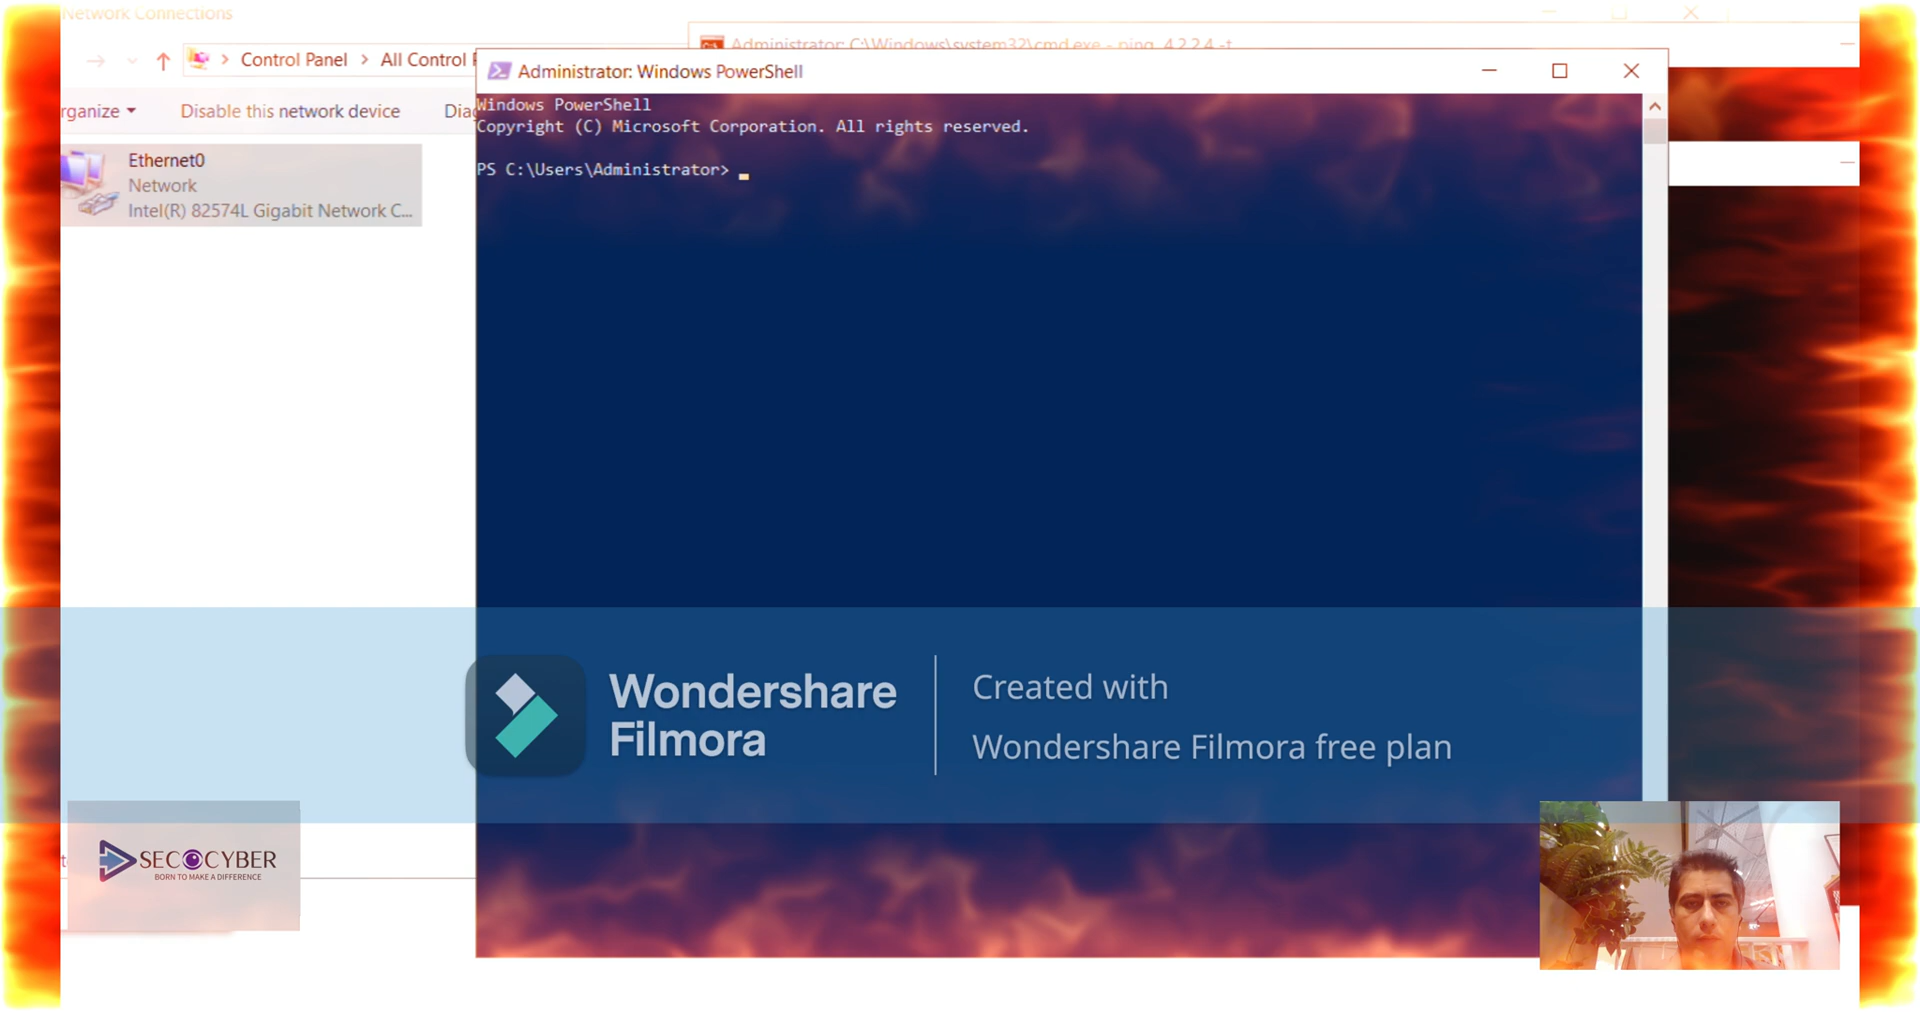 Network Connections
Administrator: C:\Windows\system32\cmd.exe - ping 4.2.2.4 -t
Control Panel > All Control
Administrator: Windows PowerShell
rganize
Disable this network device
Windows PowerShell
Copyright (C) Microsoft Corporation. All rights reserved.
Ethernet0
Network
Intel(R) 82574L Gigabit Network C...
PS C:\Users\Administrator>
Wondershare
Filmora
Created with
Wondershare Filmora free plan
SECOCYBER
BORN TO MAKE A DIFFERENCE